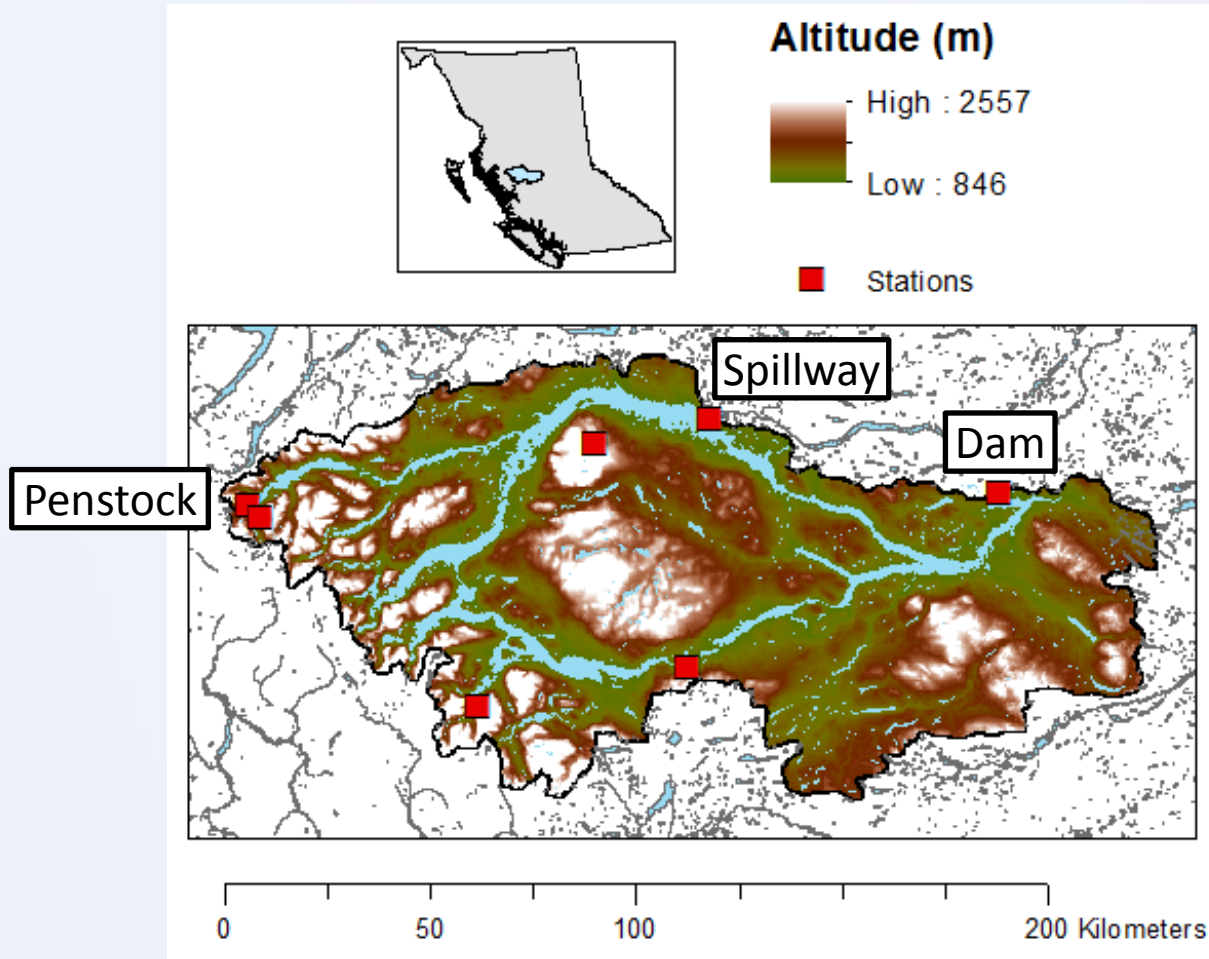 Altitude (m)
High : 2557
Low : 846
Stations
Spillway
Dam
Penstock
0 50 100 200 Kilometers